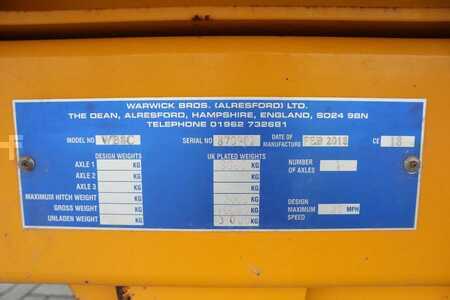 WARWICK BROS. (ALRESFORD) LTD.
THE DEAN, ALRESFORD, HAMPSHIRE, ENGLAND, SO24 9BN
TELEPHONE 01962 732681
MODEL NO SERIAL NO DATE OF MANUFACTURE FEB 2018 CE 18
DESIGN WEIGHTS UK PLATED WEIGHTS NUMBER OF AXLES
AXLE 1 KG KG
AXLE 2 KG KG
AXLE 3 KG KG
MAXIMUM HITCH WEIGHT KG KG
GROSS WEIGHT KG KG
UNLADEN WEIGHT KG KG
DESIGN MAXIMUM SPEED MPH